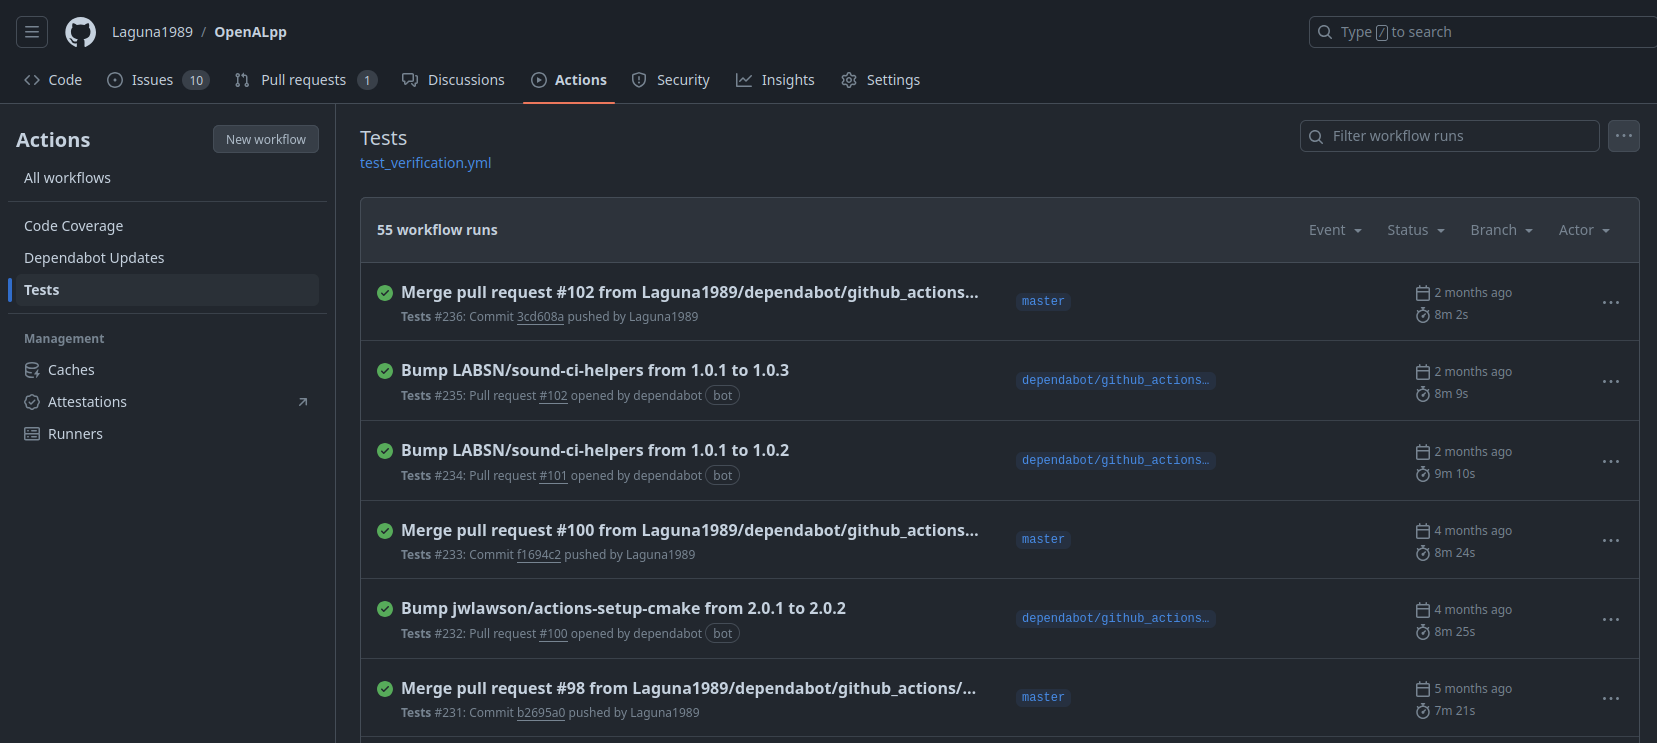 Laguna1989 / OpenALpp
Type / to search
Code
Issues 10
Pull requests 1
Discussions
Actions
Security
Insights
Settings
Actions
New workflow
All workflows
Code Coverage
Dependabot Updates
Tests
Management
Caches
Attestations
Runners
Tests
test_verification.yml
Filter workflow runs
55 workflow runs
Event
Status
Branch
Actor
Merge pull request #102 from Laguna1989/dependabot/github_actions...
Tests #236: Commit 3cd608a pushed by Laguna1989
master
2 months ago
8m 2s
Bump LABSN/sound-ci-helpers from 1.0.1 to 1.0.3
Tests #235: Pull request #102 opened by dependabot bot
dependabot/github_actions…
2 months ago
8m 9s
Bump LABSN/sound-ci-helpers from 1.0.1 to 1.0.2
Tests #234: Pull request #101 opened by dependabot bot
dependabot/github_actions…
2 months ago
9m 10s
Merge pull request #100 from Laguna1989/dependabot/github_actions...
Tests #233: Commit f1694c2 pushed by Laguna1989
master
4 months ago
8m 24s
Bump jwlawson/actions-setup-cmake from 2.0.1 to 2.0.2
Tests #232: Pull request #100 opened by dependabot bot
dependabot/github_actions…
4 months ago
8m 25s
Merge pull request #98 from Laguna1989/dependabot/github_actions/...
Tests #231: Commit b2695a0 pushed by Laguna1989
master
5 months ago
7m 21s